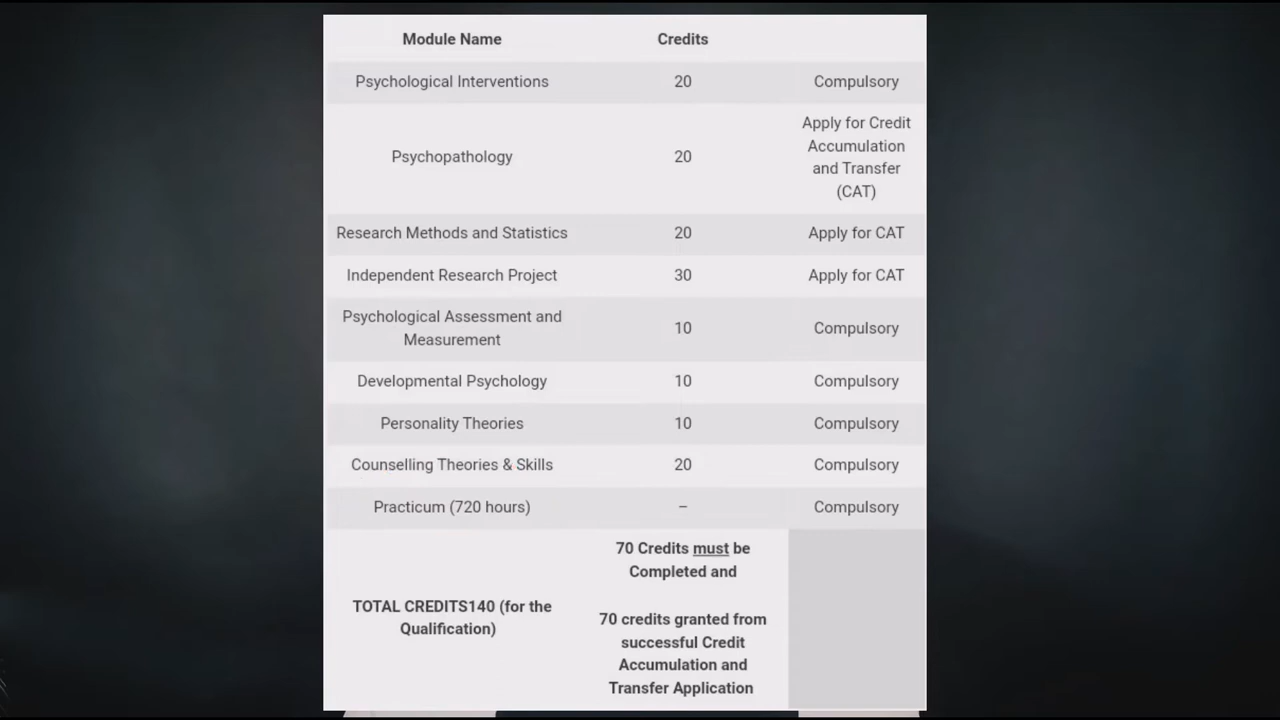 Module Name Credits
Psychological Interventions 20 Compulsory
Psychopathology 20 Apply for Credit
Accumulation
and Transfer
(CAT)
Research Methods and Statistics 20 Apply for CAT
Independent Research Project 30 Apply for CAT
Psychological Assessment and
Measurement 10 Compulsory
Developmental Psychology 10 Compulsory
Personality Theories 10 Compulsory
Counselling Theories & Skills 20 Compulsory
Practicum (720 hours) – Compulsory
TOTAL CREDITS140 (for the
Qualification)
70 Credits must be
Completed and
70 credits granted from
successful Credit
Accumulation and
Transfer Application